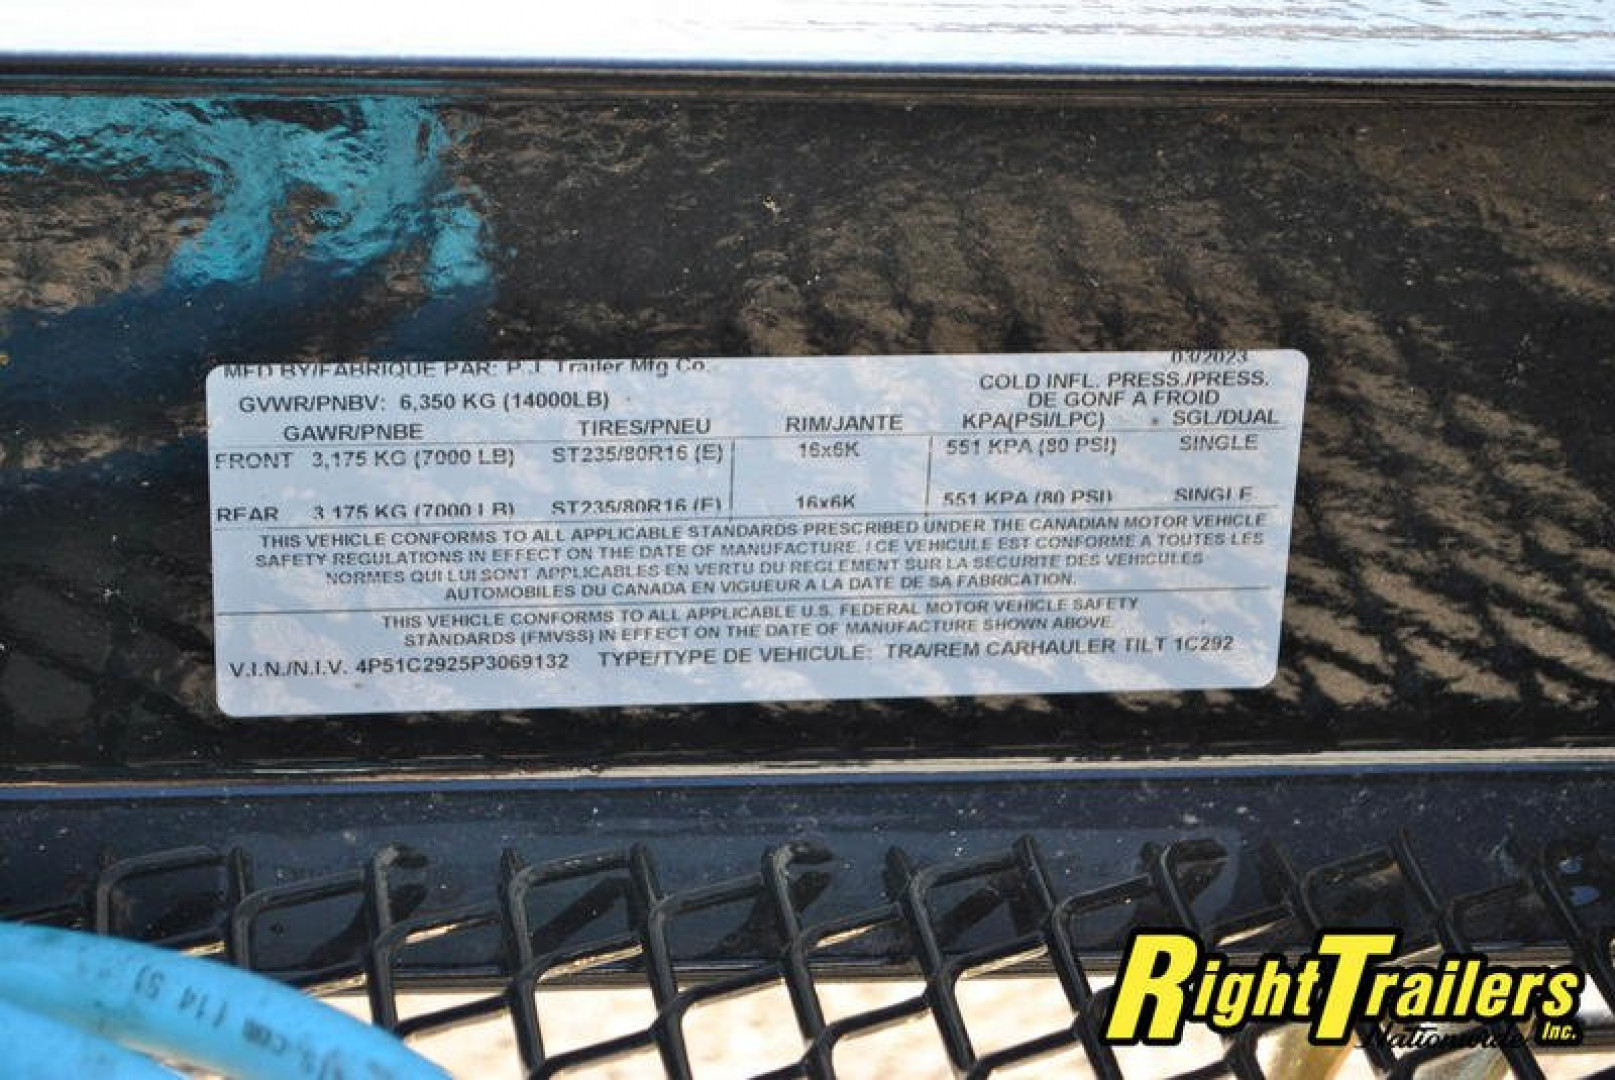 MFD BY/FABRIQUE PAR: P.J. Trailer Mfg Co. 03/2023
GVWR/PNBV: 6,350 KG (14000LB) COLD INFL. PRESS./PRESS.
DE GONF A FROID
GAWR/PNBE TIRES/PNEU RIM/JANTE KPA(PSI/LPC) SGL/DUAL
FRONT 3,175 KG (7000 LB) ST235/80R16 (E) 16x6K 551 KPA (80 PSI) SINGLE
REAR 3,175 KG (7000 LB) ST235/80R16 (E) 16x6K 551 KPA (80 PSI) SINGLE
THIS VEHICLE CONFORMS TO ALL APPLICABLE STANDARDS PRESCRIBED UNDER THE CANADIAN MOTOR VEHICLE
SAFETY REGULATIONS IN EFFECT ON THE DATE OF MANUFACTURE. / CE VEHICULE EST CONFORME A TOUTES LES
NORMES QUI LUI SONT APPLICABLES EN VERTU DU REGLEMENT SUR LA SECURITE DES VEHICULES
AUTOMOBILES DU CANADA EN VIGUEUR A LA DATE DE SA FABRICATION.
THIS VEHICLE CONFORMS TO ALL APPLICABLE U.S. FEDERAL MOTOR VEHICLE SAFETY
STANDARDS (FMVSS) IN EFFECT ON THE DATE OF MANUFACTURE SHOWN ABOVE
V.I.N./N.I.V. 4P51C2925P3069132 TYPE/TYPE DE VEHICULE: TRA/REM CARHAULER TILT 1C292
RightTrailers Inc.
Nationwide